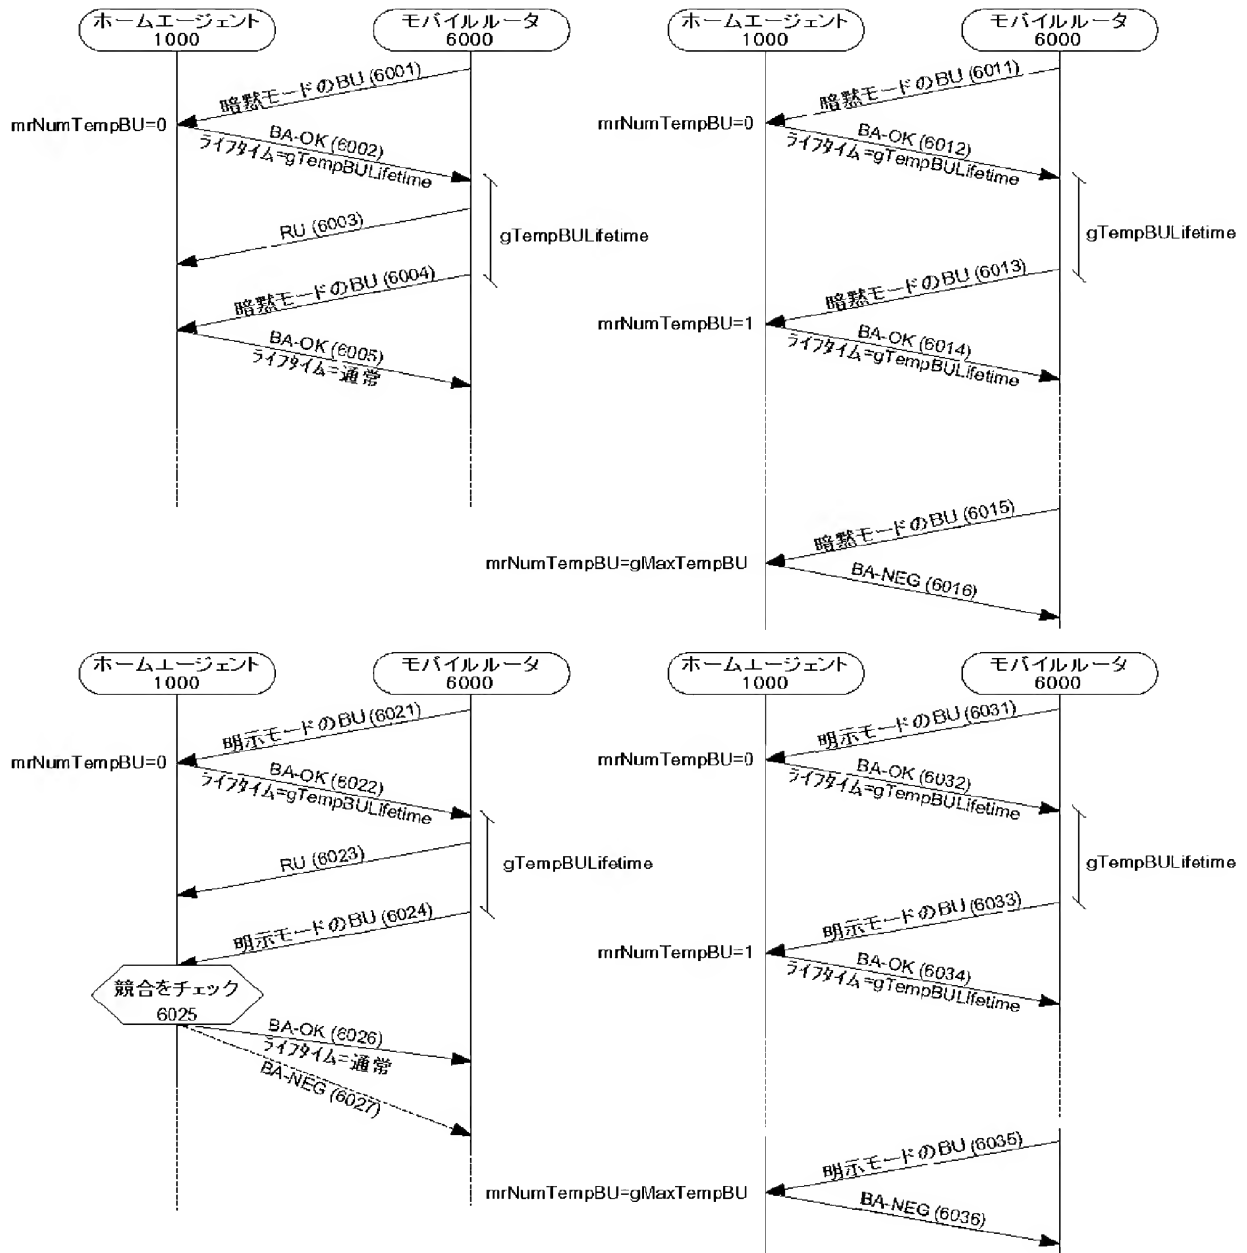 ホームエージェント
1000
モバイルルータ
6000
暗黙モードのBU (6001)
mrNumTempBU=0
BA-OK (6002)
ライフタイム=gTempBULifetime
RU (6003)
gTempBULifetime
暗黙モードのBU (6004)
BA-OK (6005)
ライフタイム=通常
ホームエージェント
1000
モバイルルータ
6000
暗黙モードのBU (6011)
mrNumTempBU=0
BA-OK (6012)
ライフタイム=gTempBULifetime
gTempBULifetime
暗黙モードのBU (6013)
mrNumTempBU=1
BA-OK (6014)
ライフタイム=gTempBULifetime
暗黙モードのBU (6015)
mrNumTempBU=gMaxTempBU
BA-NEG (6016)
ホームエージェント
1000
モバイルルータ
6000
明示モードのBU (6021)
mrNumTempBU=0
BA-OK (6022)
ライフタイム=gTempBULifetime
RU (6023)
gTempBULifetime
明示モードのBU (6024)
競合をチェック
6025
BA-OK (6026)
ライフタイム=通常
BA-NEG (6027)
ホームエージェント
1000
モバイルルータ
6000
明示モードのBU (6031)
mrNumTempBU=0
BA-OK (6032)
ライフタイム=gTempBULifetime
gTempBULifetime
明示モードのBU (6033)
mrNumTempBU=1
BA-OK (6034)
ライフタイム=gTempBULifetime
明示モードのBU (6035)
mrNumTempBU=gMaxTempBU
BA-NEG (6036)